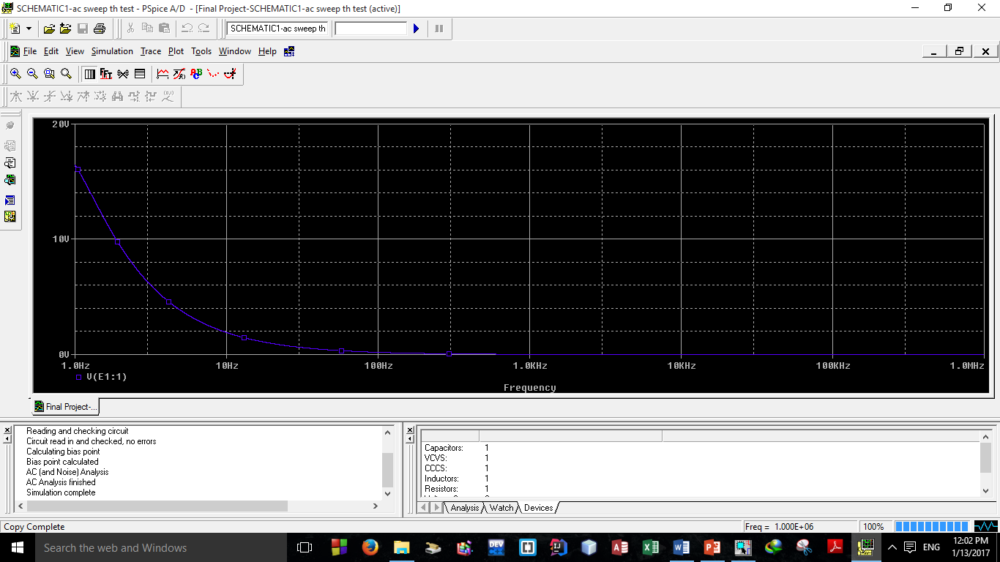 SCHEMATIC1-ac sweep th test - PSpice A/D - [Final Project-SCHEMATIC1-ac sweep th test (active)]
SCHEMATIC1-ac sweep th
File Edit View Simulation Trace Plot Tools Window Help
20V
10V
0V
1.0Hz 10Hz 100Hz 1.0KHz 10KHz 100KHz 1.0MHz
V(E1:1)
Frequency
Final Project-...
Reading and checking circuit
Circuit read in and checked, no errors
Calculating bias point
Bias point calculated
AC (and Noise) Analysis
AC Analysis finished
Simulation complete
Capacitors: 1
VCVS: 1
CCCS: 1
Inductors: 1
Resistors: 1
Analysis Watch Devices
Copy Complete
Freq = 1.000E+06 100%
Search the web and Windows
ENG
12:02 PM
1/13/2017